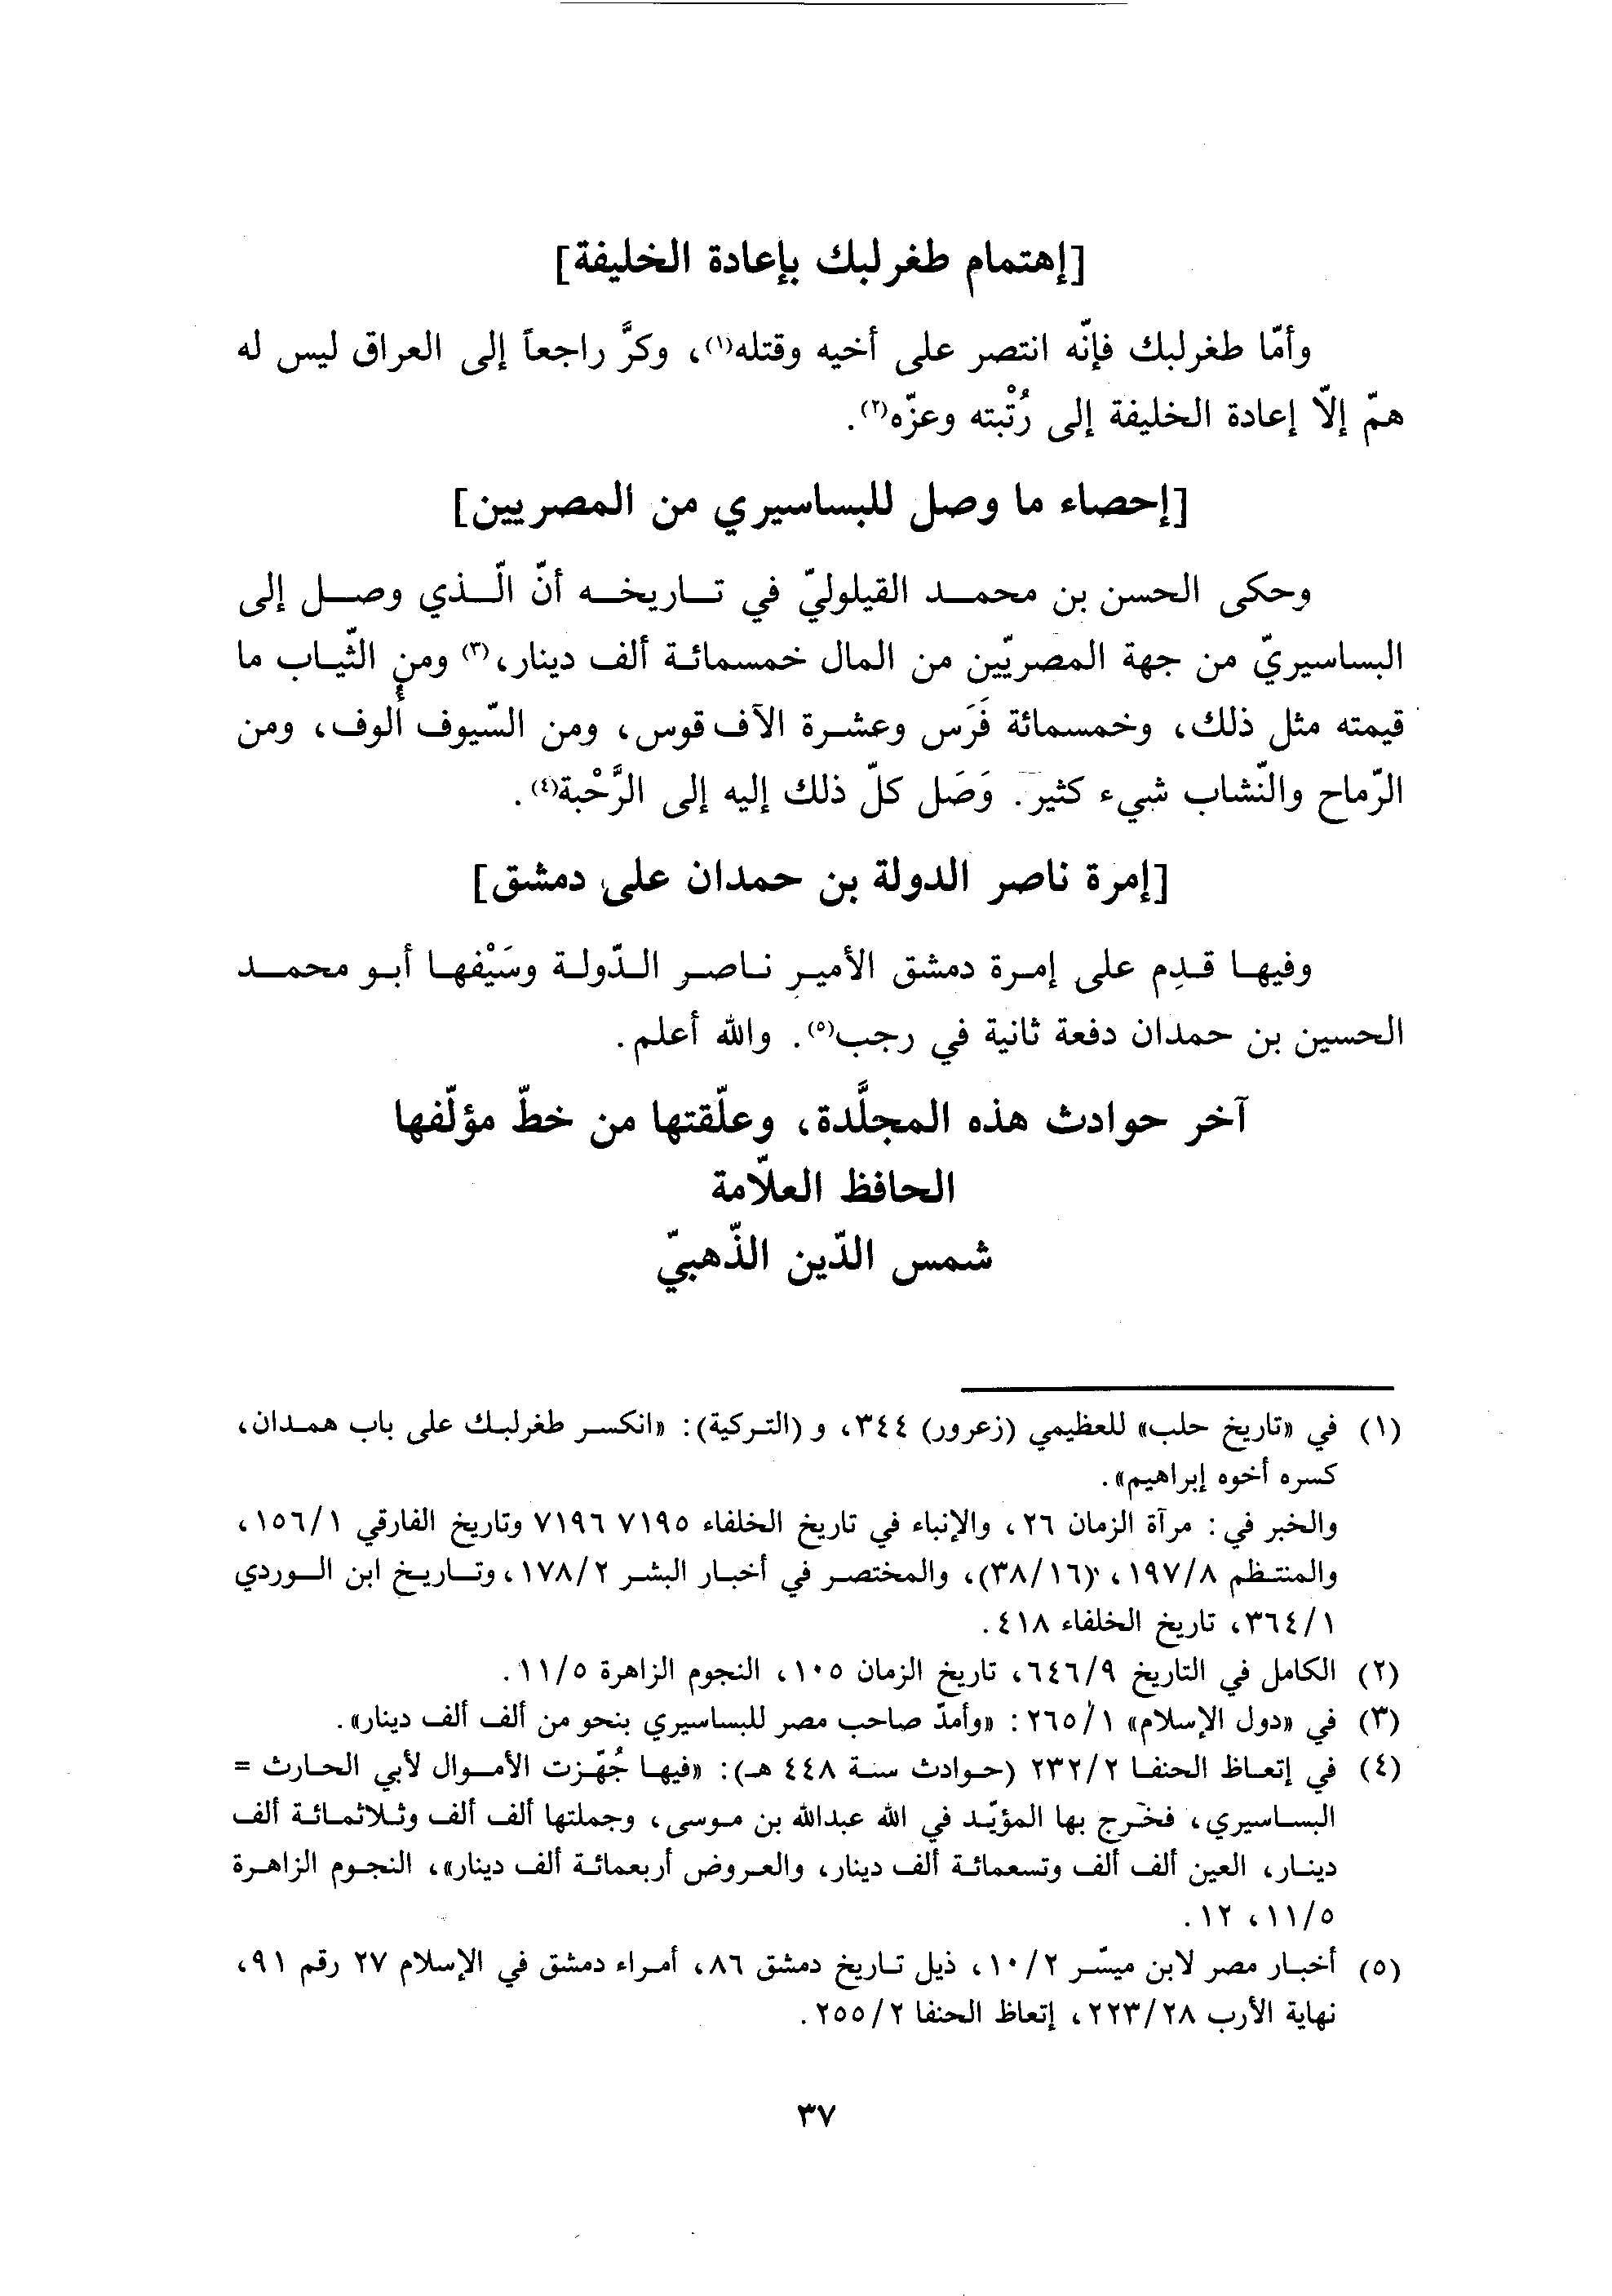 [إهتمام طغرلبك بإعادة الخليفة]
وأمّا طغرلبك فإنّه انتصر على أخيه وقتله(١)، وكرَّ راجعاً إلى العراق ليس له
همّ إلاّ إعادة الخليفة إلى رُتْبته وعزّه(٢).
[إحصاء ما وصل للبساسيري من المصريين]
وحكى الحسن بن محمد القيلوليّ في تاريخه أنّ الّذي وصل إلى
البساسيريّ من جهة المصريّين من المال خمسمائة ألف دينار،(٣) ومن الثّياب ما
قيمته مثل ذلك، وخمسمائة فَرَس وعشرة الآف قوس، ومن السّيوف أُلوف، ومن
الرّماح والنّشاب شيء كثير. وَصَل كلّ ذلك إليه إلى الرَّحْبة(٤).
[إمرة ناصر الدولة بن حمدان على دمشق]
وفيها قدِم على إمرة دمشق الأمير ناصر الدّولة وسَيْفها أبو محمد
الحسين بن حمدان دفعة ثانية في رجب(٥). والله أعلم.
آخر حوادث هذه المجلَّدة، وعلّقتها من خطّ مؤلّفها
الحافظ العلاّمة
شمس الدّين الذّهبيّ
(١) في «تاريخ حلب» للعظيمي (زعرور) ٣٤٤، و (التركية): «انكسر طغرلبك على باب همدان،
كسره أخوه إبراهيم».
والخبر في: مرآة الزمان ٢٦، والإنباء في تاريخ الخلفاء ٧١٩٥ ٧١٩٦ وتاريخ الفارقي ١/ ١٥٦،
والمنتظم ٨/ ١٩٧، (١٦/ ٣٨)، والمختصر في أخبار البشر ٢/ ١٧٨، وتاريخ ابن الوردي
١/ ٣٦٤، تاريخ الخلفاء ٤١٨.
(٢) الكامل في التاريخ ٩/ ٦٤٦، تاريخ الزمان ١٠٥، النجوم الزاهرة ٥/ ١١.
(٣) في «دول الإسلام» ١/ ٢٦٥: «وأمدّ صاحب مصر للبساسيري بنحو من ألف ألف دينار».
(٤) في إتعاظ الحنفا ٢/ ٢٣٢ (حوادث سنة ٤٤٨ هـ): «فيها جُهّزت الأموال لأبي الحارث =
البساسيري، فخرج بها المؤيّد في الله عبدالله بن موسى، وجملتها ألف ألف وثلاثمائة ألف
دينار، العين ألف ألف وتسعمائة ألف دينار، والعروض أربعمائة ألف دينار»، النجوم الزاهرة
٥/ ١١، ١٢.
(٥) أخبار مصر لابن ميسّر ٢/ ١٠، ذيل تاريخ دمشق ٨٦، أمراء دمشق في الإسلام ٢٧ رقم ٩١،
نهاية الأرب ٢٨/ ٢٢٣، إتعاظ الحنفا ٢/ ٢٥٥.
٣٧